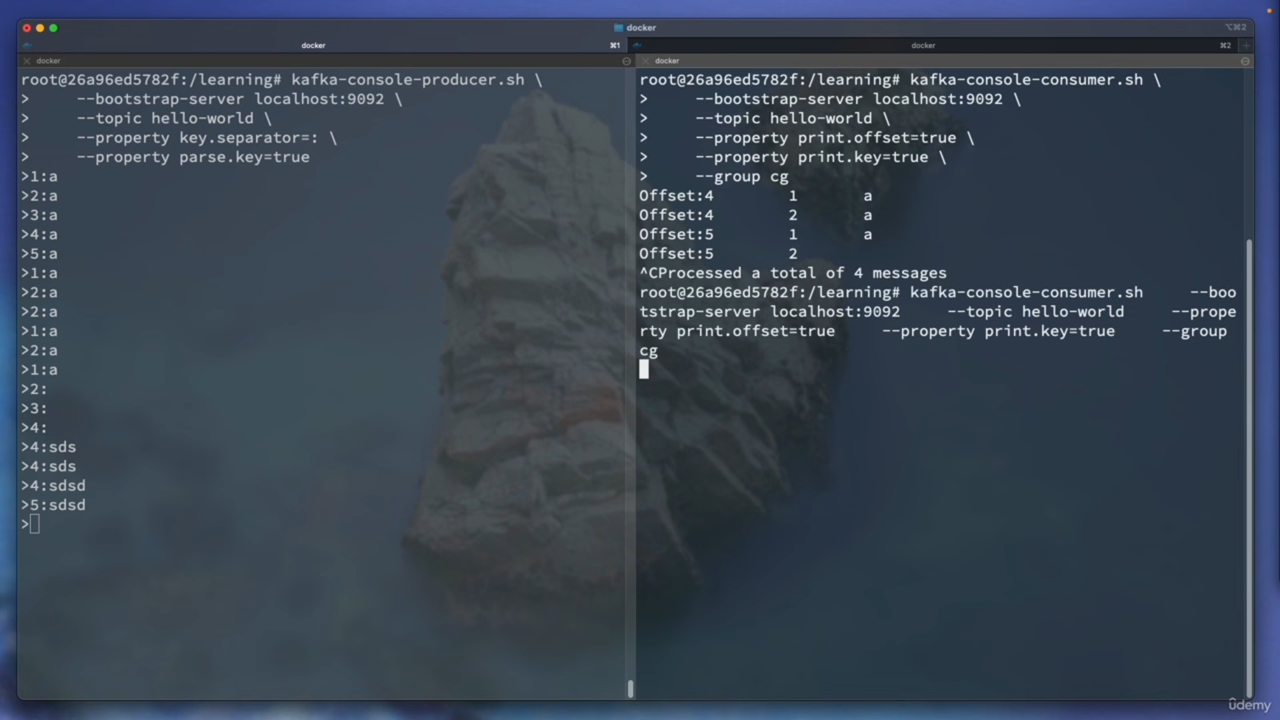 docker
⌥⌘2
docker
⌘1
docker
⌘2
docker
root@26a96ed5782f:/learning# kafka-console-producer.sh \
>     --bootstrap-server localhost:9092 \
>     --topic hello-world \
>     --property key.separator=: \
>     --property parse.key=true
>1:a
>2:a
>3:a
>4:a
>5:a
>1:a
>2:a
>2:a
>1:a
>2:a
>1:a
>2:
>3:
>4:
>4:sds
>4:sds
>4:sdsd
>5:sdsd
>
docker
root@26a96ed5782f:/learning# kafka-console-consumer.sh \
>     --bootstrap-server localhost:9092 \
>     --topic hello-world \
>     --property print.offset=true \
>     --property print.key=true \
>     --group cg
Offset:4        1       a
Offset:4        2       a
Offset:5        1       a
Offset:5        2
^CProcessed a total of 4 messages
root@26a96ed5782f:/learning# kafka-console-consumer.sh     --boo
tstrap-server localhost:9092     --topic hello-world     --prope
rty print.offset=true     --property print.key=true     --group
cg
udemy